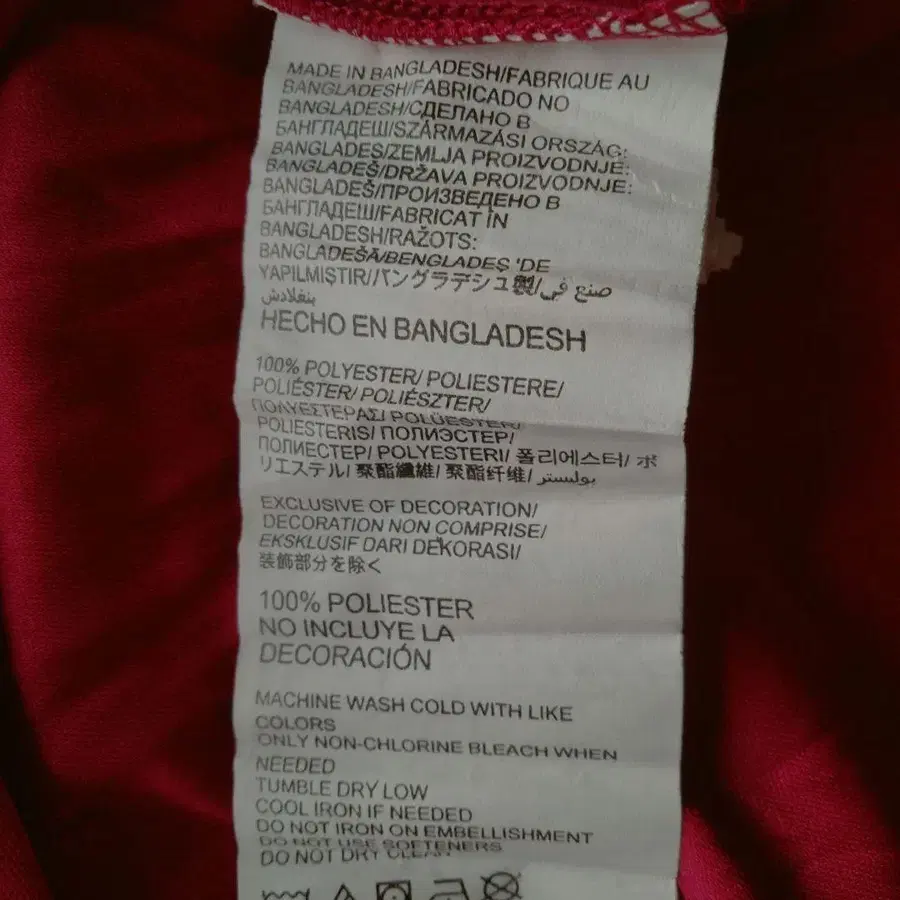 MADE IN BANGLADESH/FABRIQUE AU
BANGLADESH/FABRICADO NO
BANGLADESH/СДЕЛАНО В
БАНГЛАДЕШ/SZÁRMAZÁSI ORSZÁG:
BANGLADES/ZEMLJA PROIZVODNJE:
BANGLADEŠ/DRŽAVA PROIZVODNJE:
BANGLADEŠ/ПРОИЗВЕДЕНО В
БАНГЛАДЕШ/FABRICAT ÎN
BANGLADESH/RAŽOTS:
BANGLADEŠĀ/BENGLADEŞ 'DE
YAPILMIŞTIR//バングラデシュ製/صنع في
بنغلادش
HECHO EN BANGLADESH
100% POLYESTER/ POLIESTERE/
POLIÉSTER/ POLIÉSZTER/
ΠΟΛΥΕΣΤΕΡΑΣ/ POLÜESTER/
POLIESTERIS/ ПОЛИЭСТЕР/
ПОЛИЕСТЕР/ POLYESTERI/ 폴리에스터/ ポ
リエステル/ 聚酯纖維/ 聚酯纤维/ بوليستر
EXCLUSIVE OF DECORATION/
DECORATION NON COMPRISE/
EKSKLUSIF DARI DEKORASI/
装飾部分を除く
100% POLIESTER
NO INCLUYE LA
DECORACIÓN
MACHINE WASH COLD WITH LIKE
COLORS
ONLY NON-CHLORINE BLEACH WHEN
NEEDED
TUMBLE DRY LOW
COOL IRON IF NEEDED
DO NOT IRON ON EMBELLISHMENT
DO NOT USE SOFTENERS
DO NOT DRY CLEAN